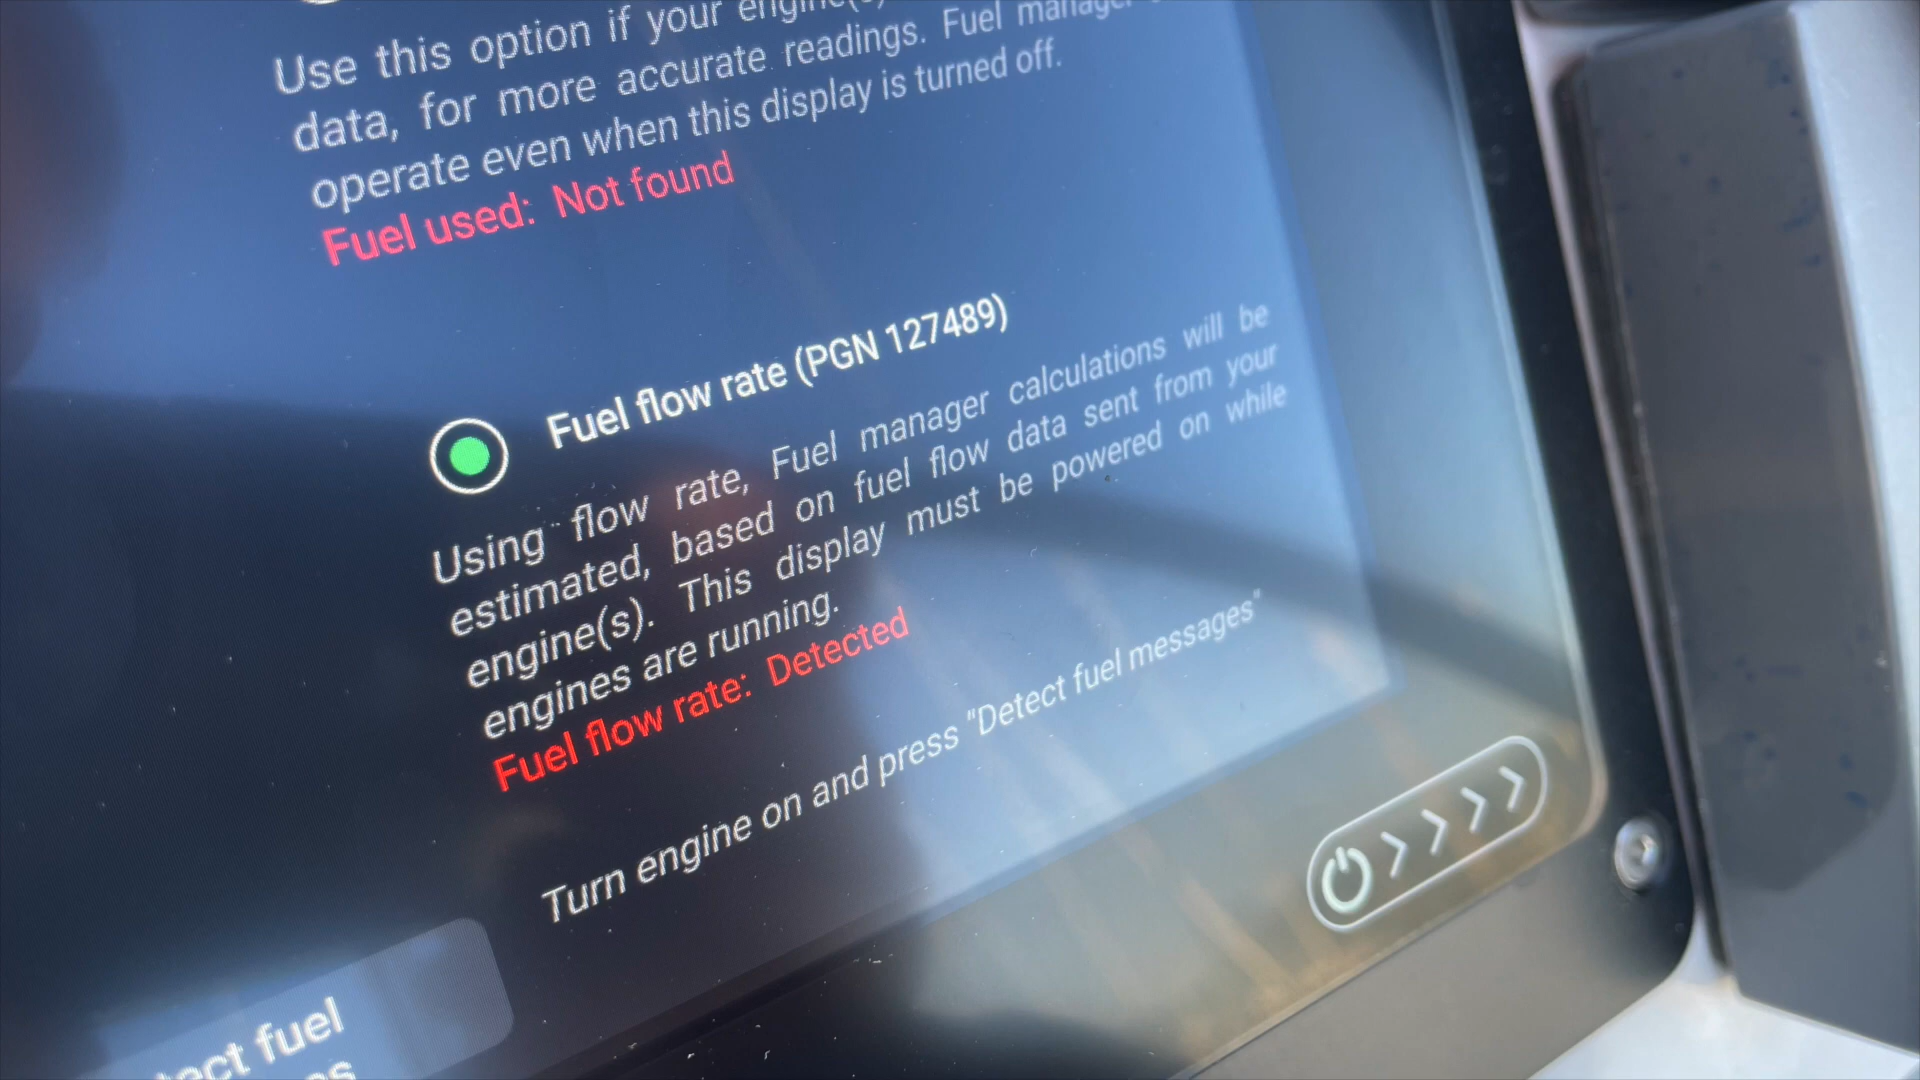 Use this option if your engine(s)
data, for more accurate readings. Fuel manager
operate even when this display is turned off.
Fuel used: Not found
Fuel flow rate (PGN 127489)
Using flow rate, Fuel manager calculations will be
estimated, based on fuel flow data sent from your
engine(s). This display must be powered on while
engines are running.
Fuel flow rate: Detected
Turn engine on and press "Detect fuel messages"
fuel